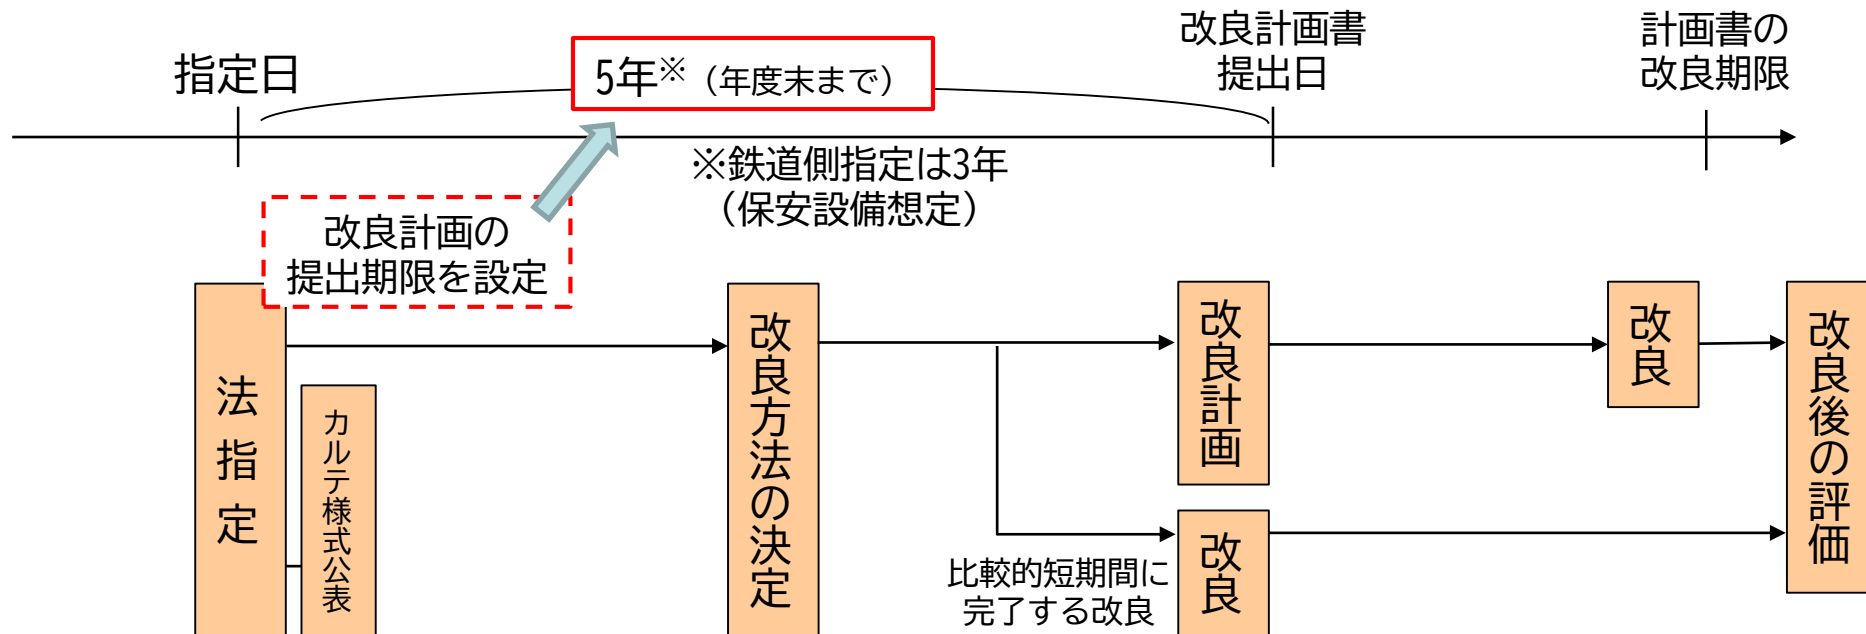 指定日
5年※（年度末まで）
改良計画書
提出日
計画書の
改良期限
※鉄道側指定は3年
（保安設備想定）
改良計画の
提出期限を設定
法指定
カルテ様式公表
改良方法の決定
改良計画
改良
改良後の評価
比較的短期間に
完了する改良
改良